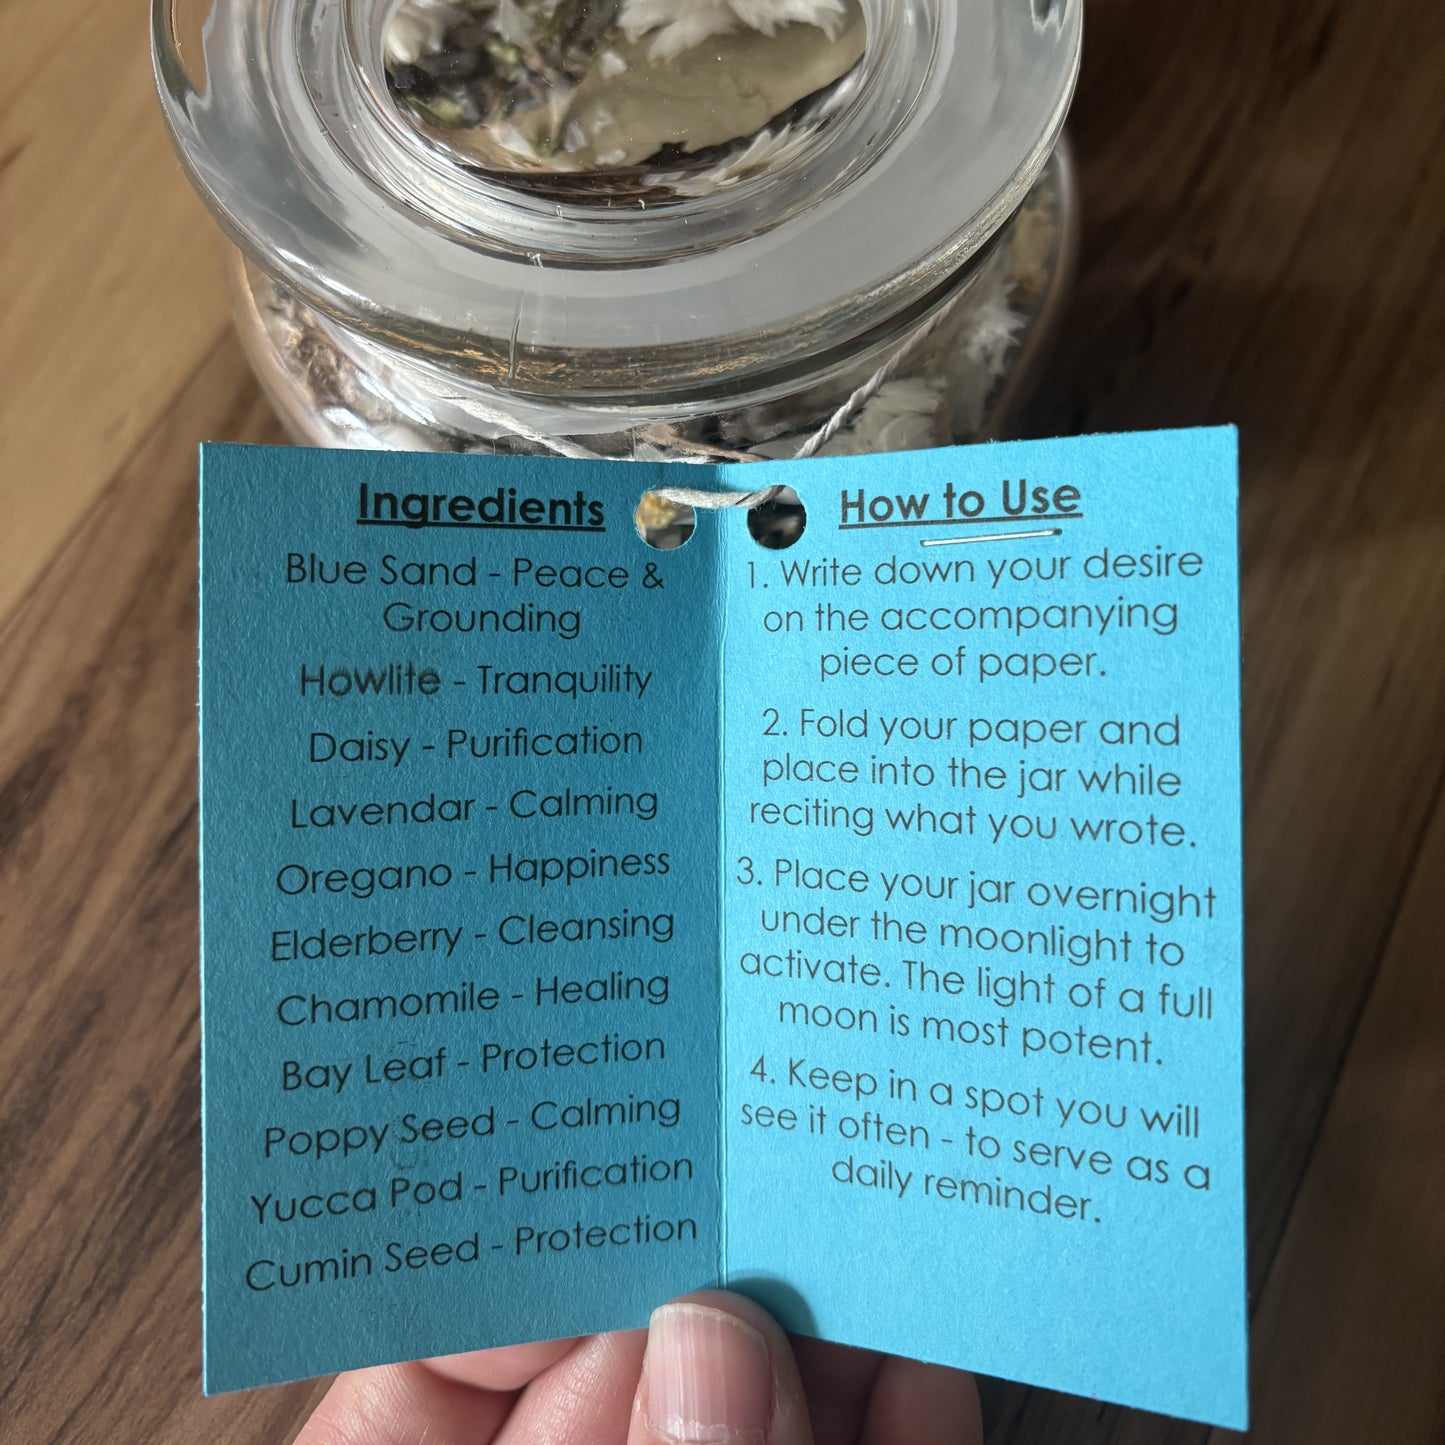 Ingredients
Blue Sand - Peace &
Grounding
Howlite - Tranquility
Daisy - Purification
Lavendar - Calming
Oregano - Happiness
Elderberry - Cleansing
Chamomile - Healing
Bay Leaf - Protection
Poppy Seed - Calming
Yucca Pod - Purification
Cumin Seed - Protection
How to Use
1. Write down your desire
on the accompanying
piece of paper.
2. Fold your paper and
place into the jar while
reciting what you wrote.
3. Place your jar overnight
under the moonlight to
activate. The light of a full
moon is most potent.
4. Keep in a spot you will
see it often - to serve as a
daily reminder.